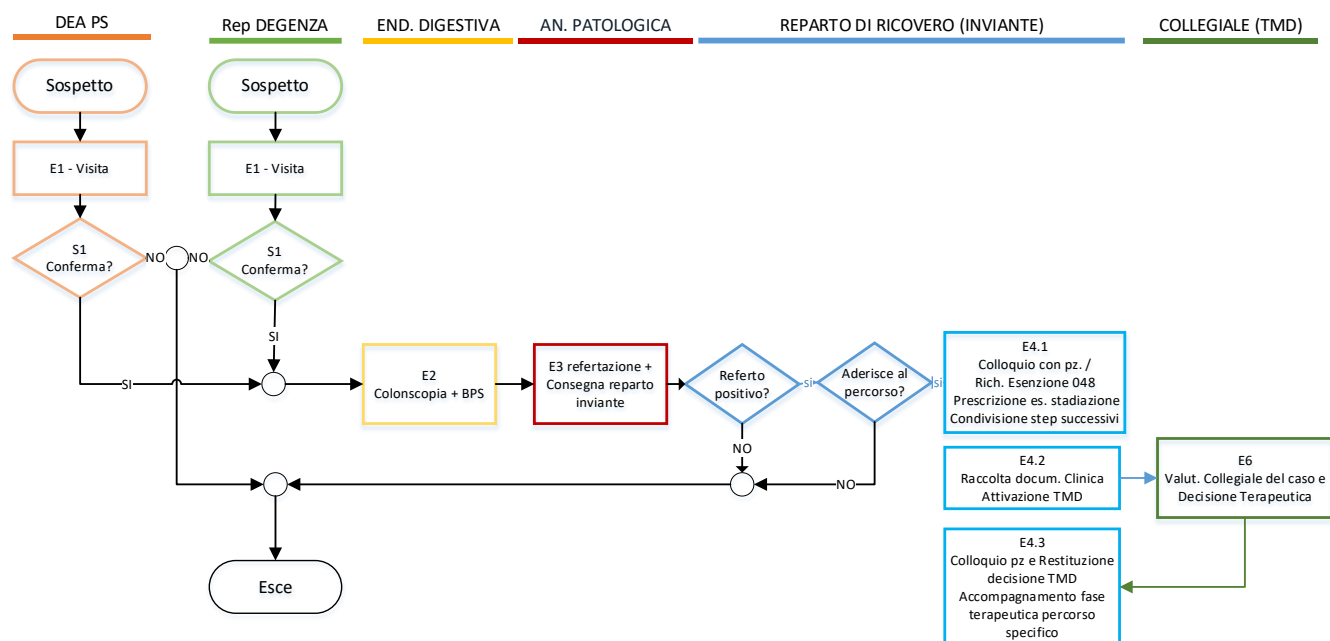 DEA PS
Rep DEGENZA
END. DIGESTIVA
AN. PATOLOGICA
REPARTO DI RICOVERO (INVIANTE)
COLLEGIALE (TMD)
Sospetto
Sospetto
E1 - Visita
E1 - Visita
S1
Conferma?
NO
NO
S1
Conferma?
SI
SI
E2
Colonscopia + BPS
E3 refertazione +
Consegna reparto
inviante
Referto
positivo?
si
Aderisce al
percorso?
si
NO
NO
E4.1
Colloquio con pz. /
Rich. Esenzione 048
Prescrizione es. stadiazione
Condivisione step successivi
E4.2
Raccolta docum. Clinica
Attivazione TMD
E6
Valut. Collegiale del caso e
Decisione Terapeutica
E4.3
Colloquio pz e Restituzione
decisione TMD
Accompagnamento fase
terapeutica percorso
specifico
Esce